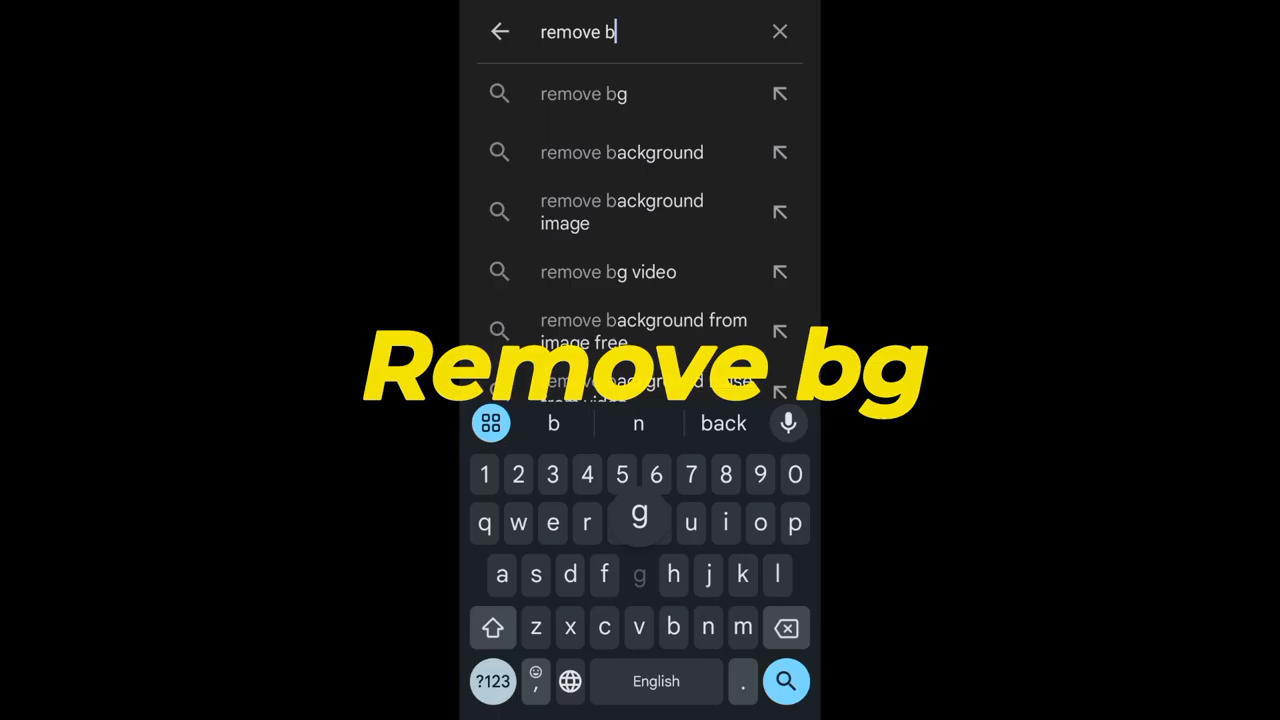 remove b
remove bg
remove background
remove background
image
remove bg video
remove background from
image free
Remove bg
b n back
1 2 3 4 5 6 7 8 9 0
g
q w e r u i o p
a s d f g h j k l
z x c v b n m
?123 , English .